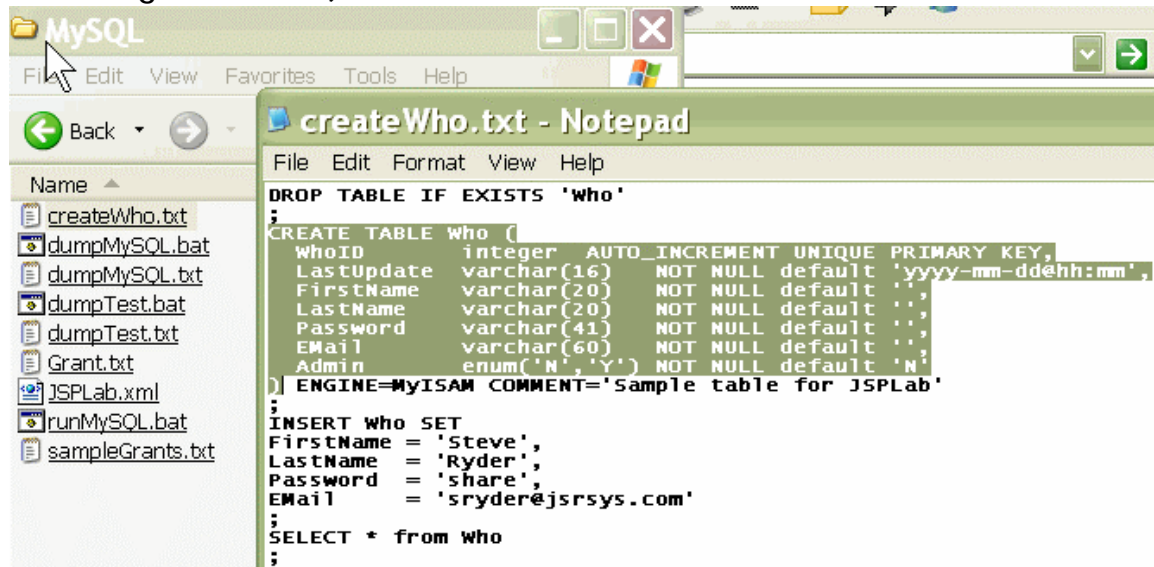 MySQL
File Edit View Favorites Tools Help
Back
Name
createWho.txt
dumpMySQL.bat
dumpMySQL.txt
dumpTest.bat
dumpTest.txt
Grant.txt
JSPLab.xml
runMySQL.bat
sampleGrants.txt
createWho.txt - Notepad
File Edit Format View Help
DROP TABLE IF EXISTS 'Who'
;
CREATE TABLE Who (
WhoID integer AUTO_INCREMENT UNIQUE PRIMARY KEY,
LastUpdate varchar(16) NOT NULL default 'yyyy-mm-dd@hh:mm',
FirstName varchar(20) NOT NULL default '',
LastName varchar(20) NOT NULL default '',
Password varchar(41) NOT NULL default '',
EMail varchar(60) NOT NULL default '',
Admin enum('N','Y') NOT NULL default 'N'
) ENGINE=MyISAM COMMENT='Sample table for JSPLab'
;
INSERT Who SET
FirstName = 'Steve',
LastName = 'Ryder',
Password = 'share',
EMail = 'sryder@jsrsys.com'
;
SELECT * from Who
;